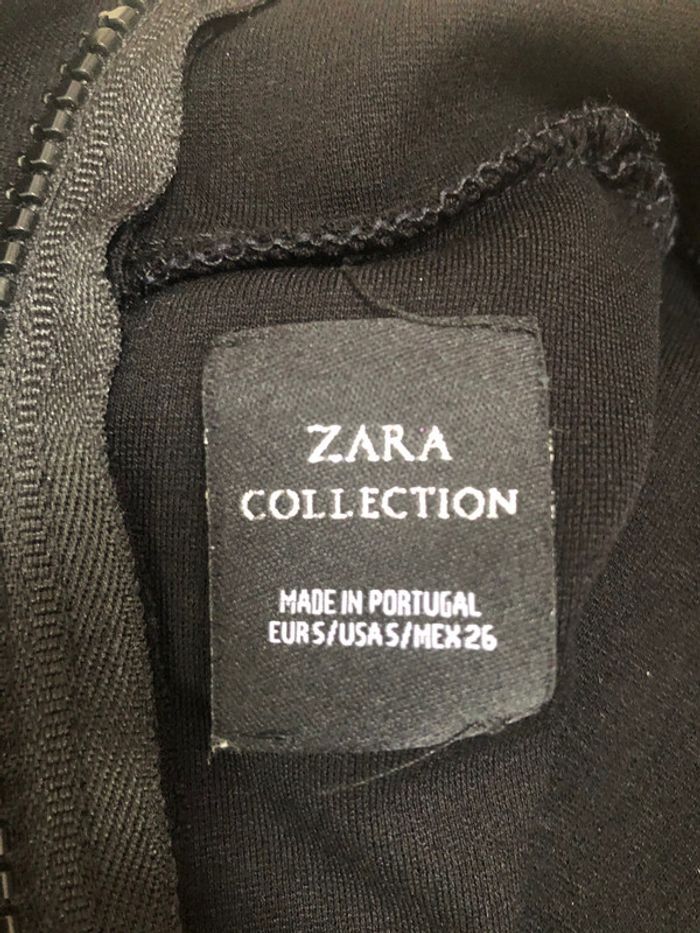 ZARA
COLLECTION
MADE IN PORTUGAL
EUR S/USA S/MEX 26